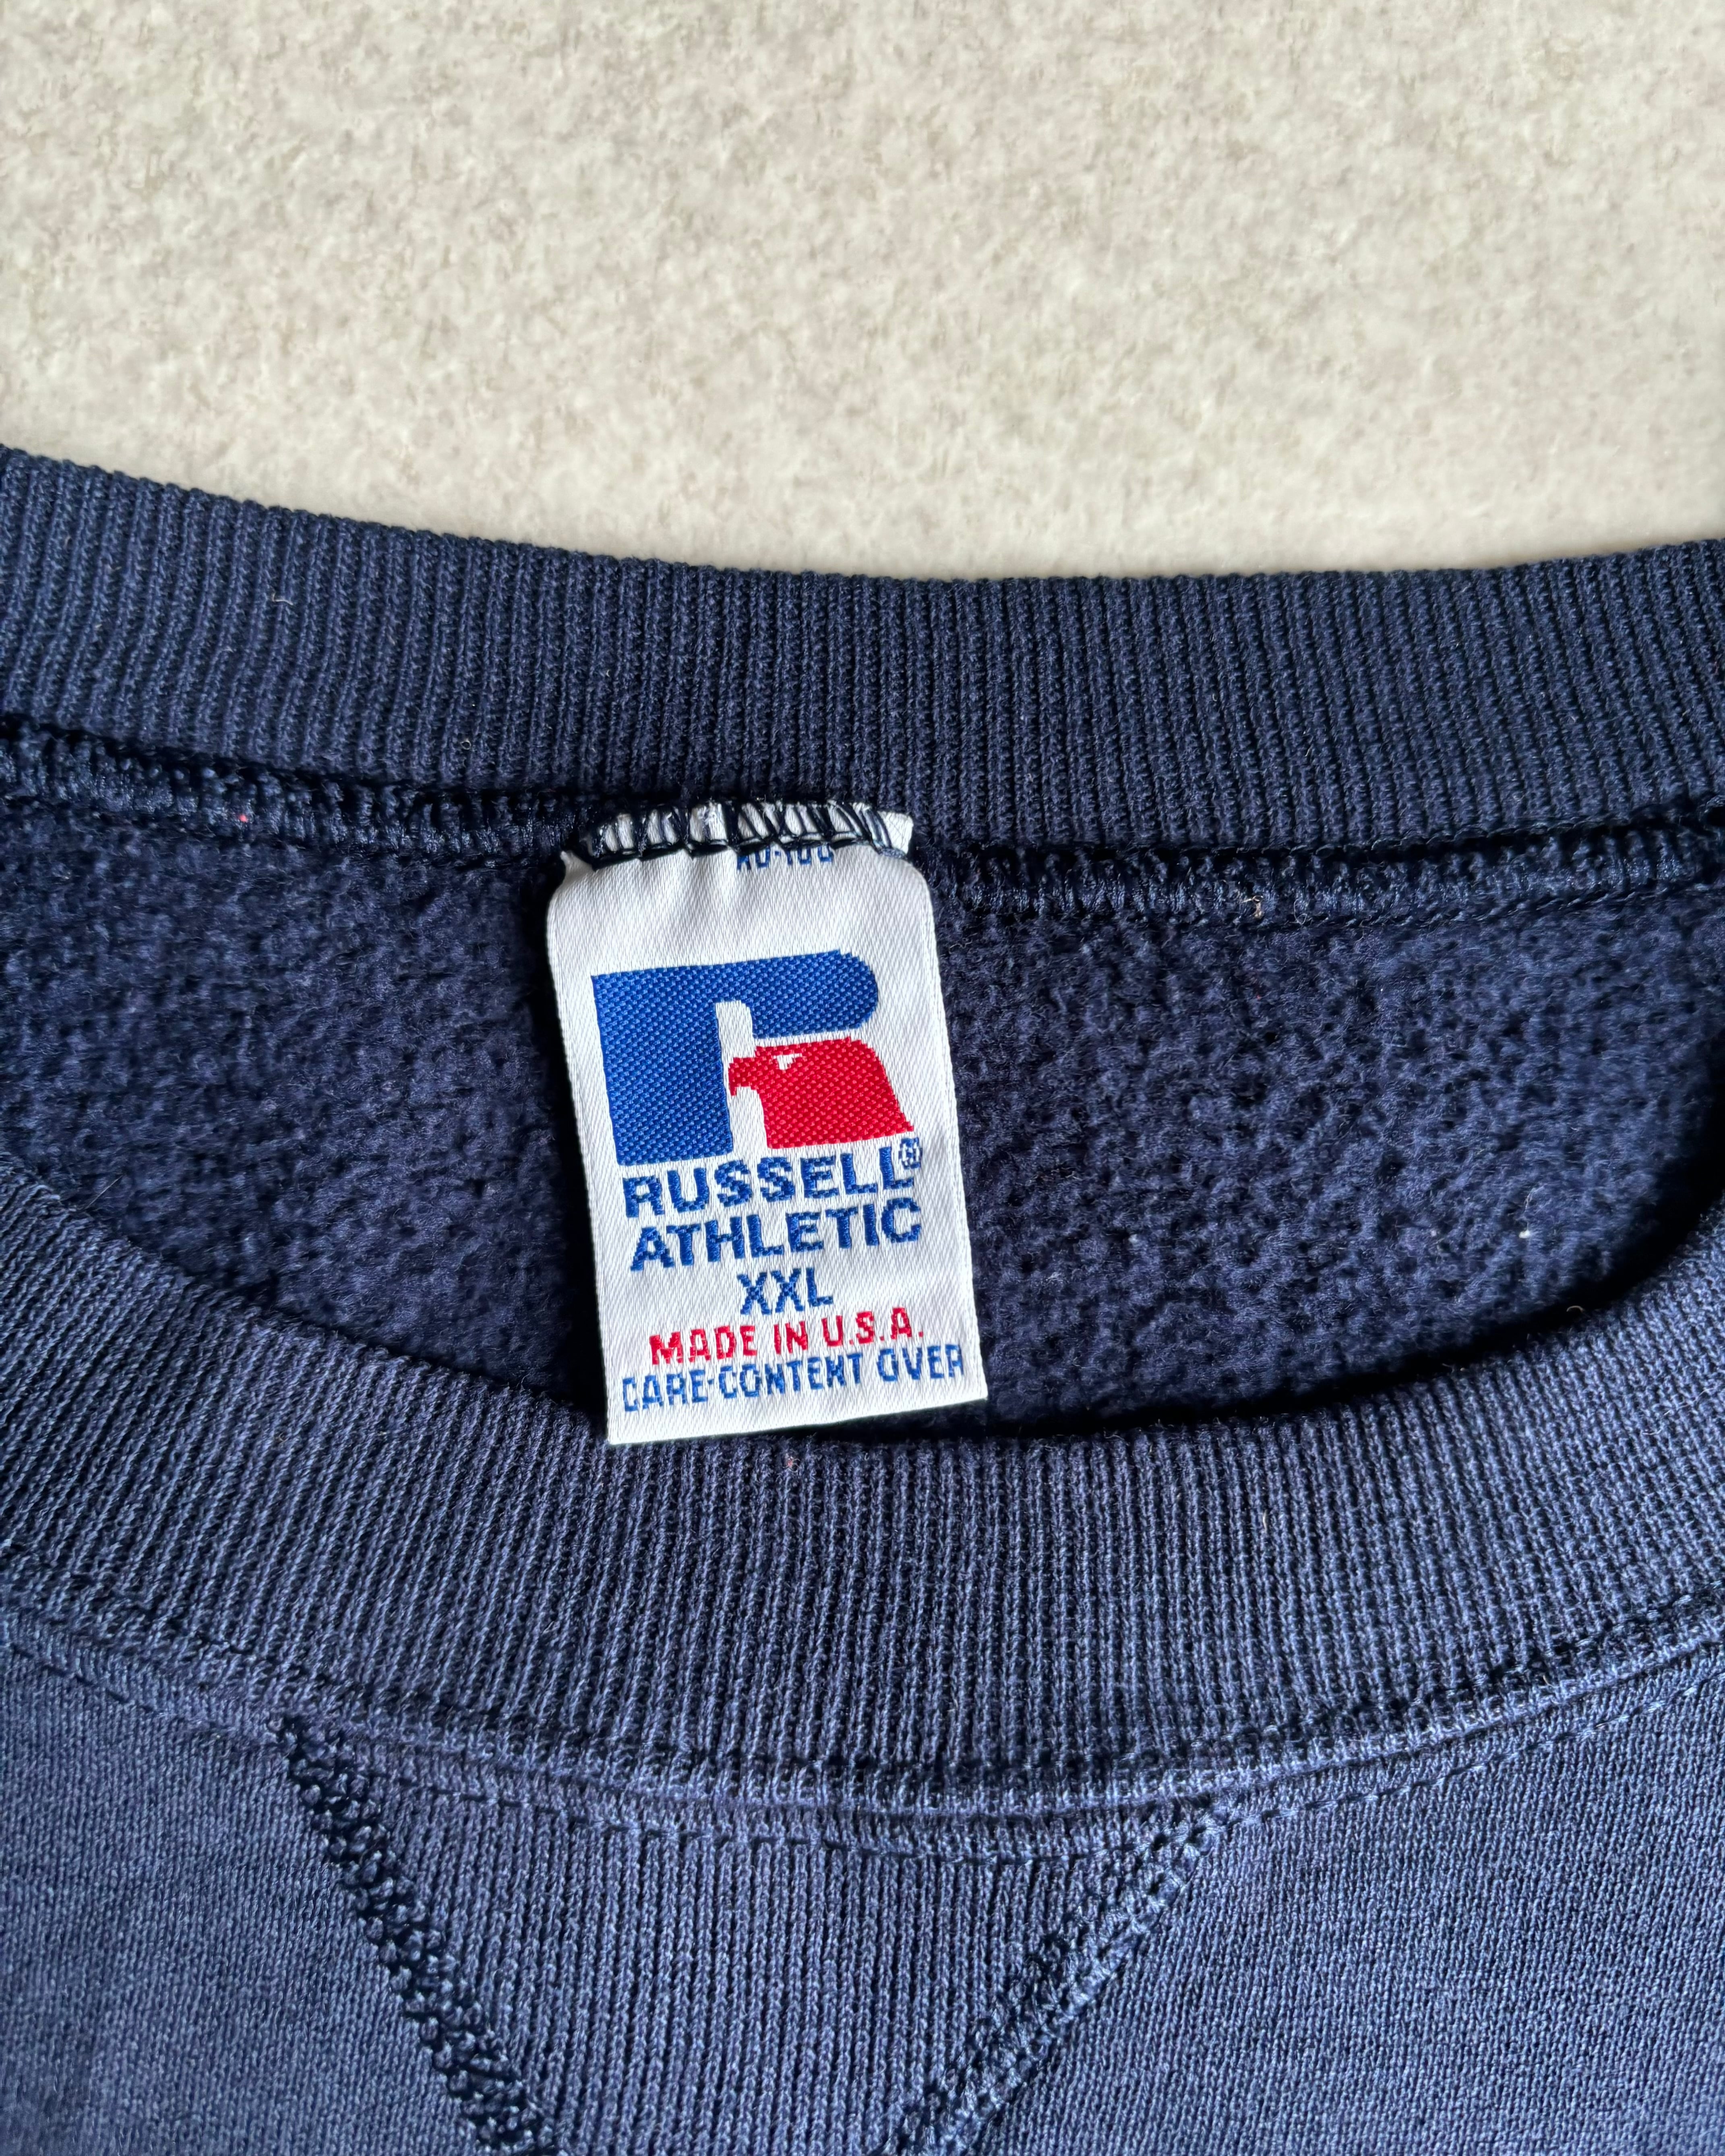 RUSSELL®
ATHLETIC
XXL
MADE IN U.S.A.
CARE-CONTENT OVER